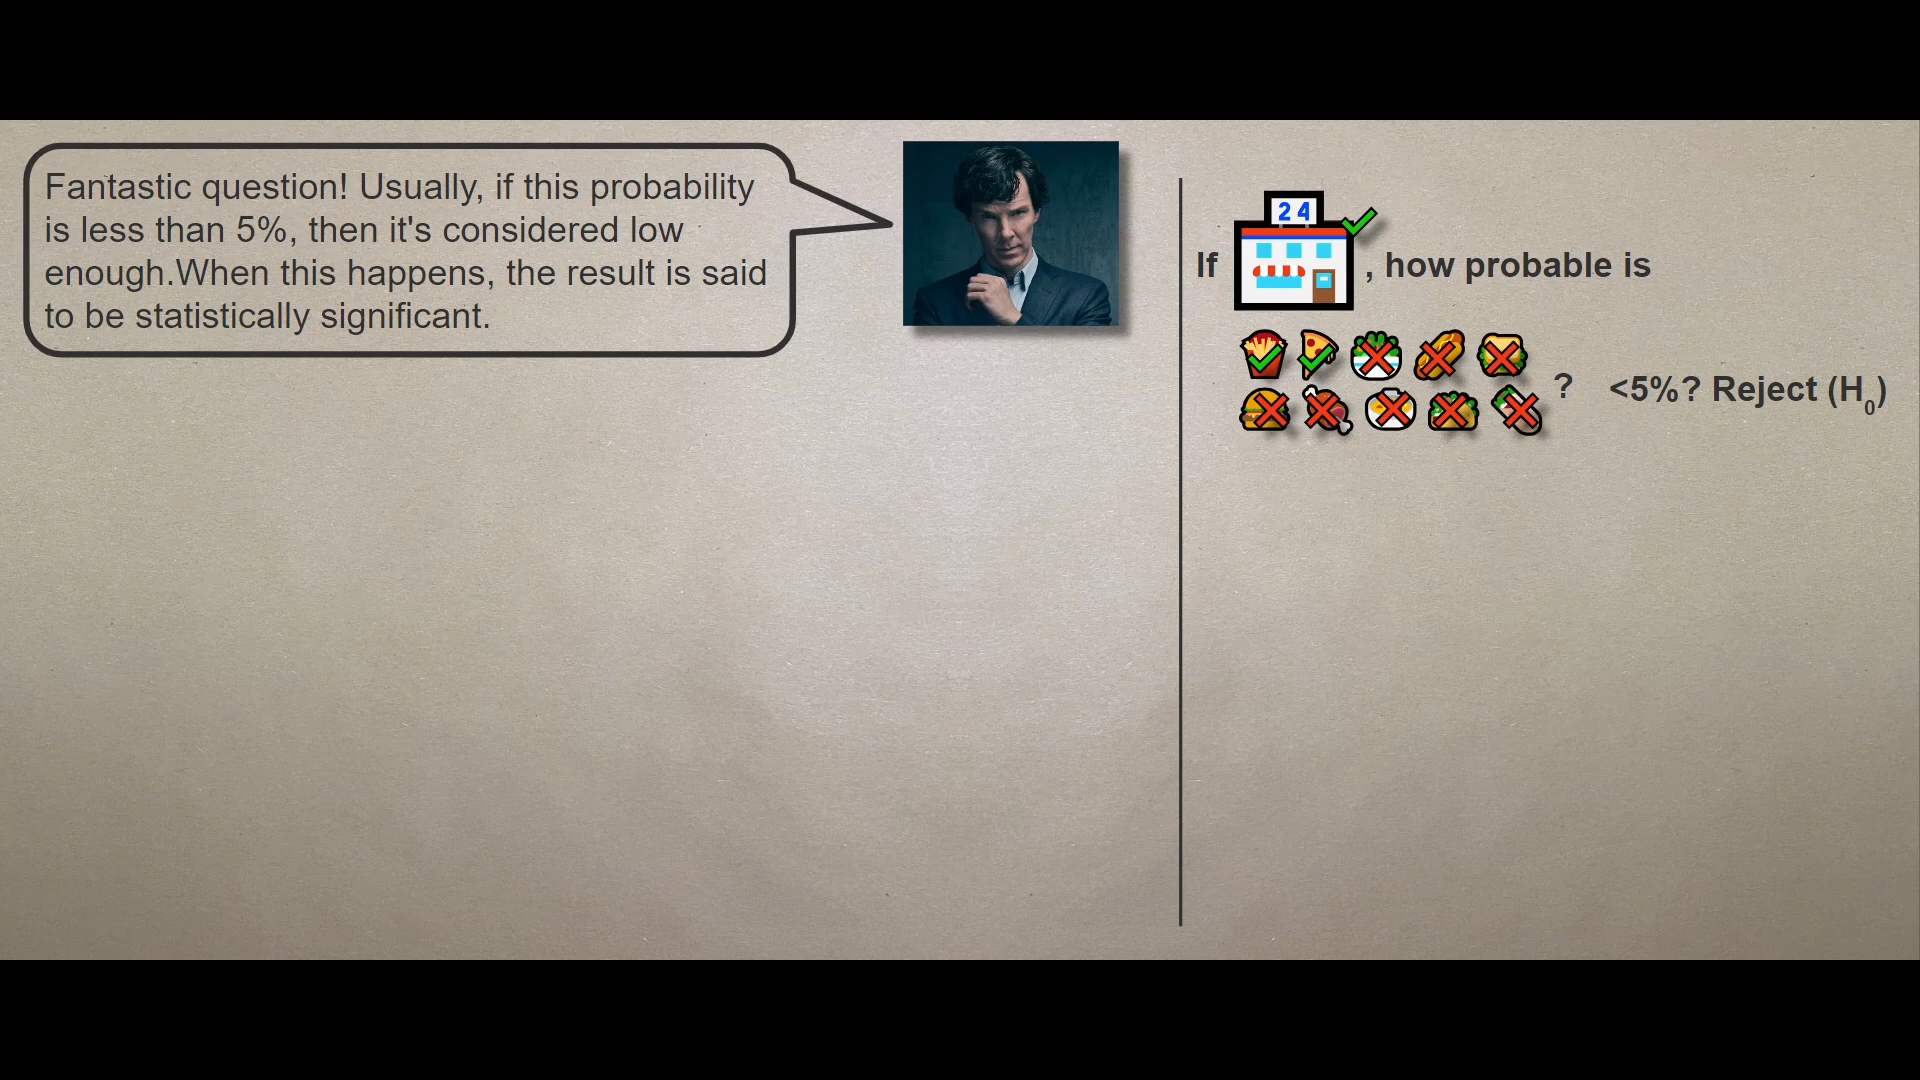 Fantastic question! Usually, if this probability
is less than 5%, then it's considered low
enough.When this happens, the result is said
to be statistically significant.
24
If , how probable is
? <5%? Reject (H0)